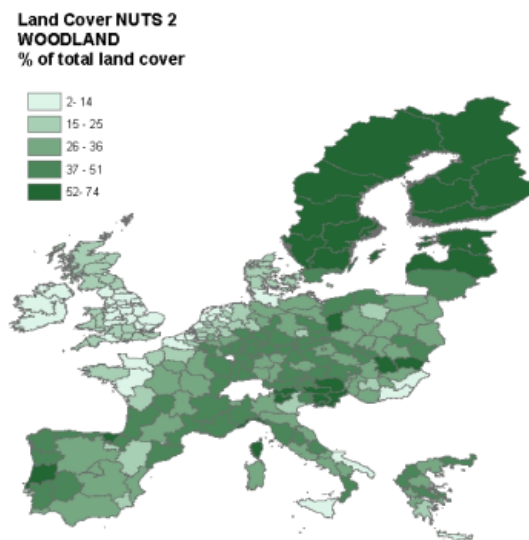 Land Cover NUTS 2
WOODLAND
% of total land cover
2- 14
15 - 25
26 - 36
37 - 51
52- 74